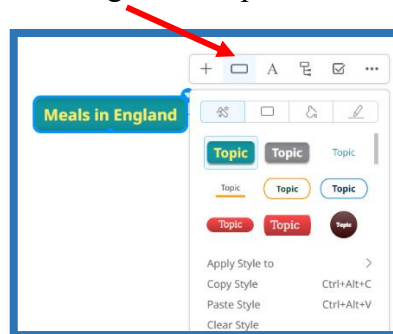 A
Meals in England
Topic Topic Topic
Topic Topic Topic
Topic Topic Topic
Apply Style to
Copy Style Ctrl+Alt+C
Paste Style Ctrl+Alt+V
Clear Style